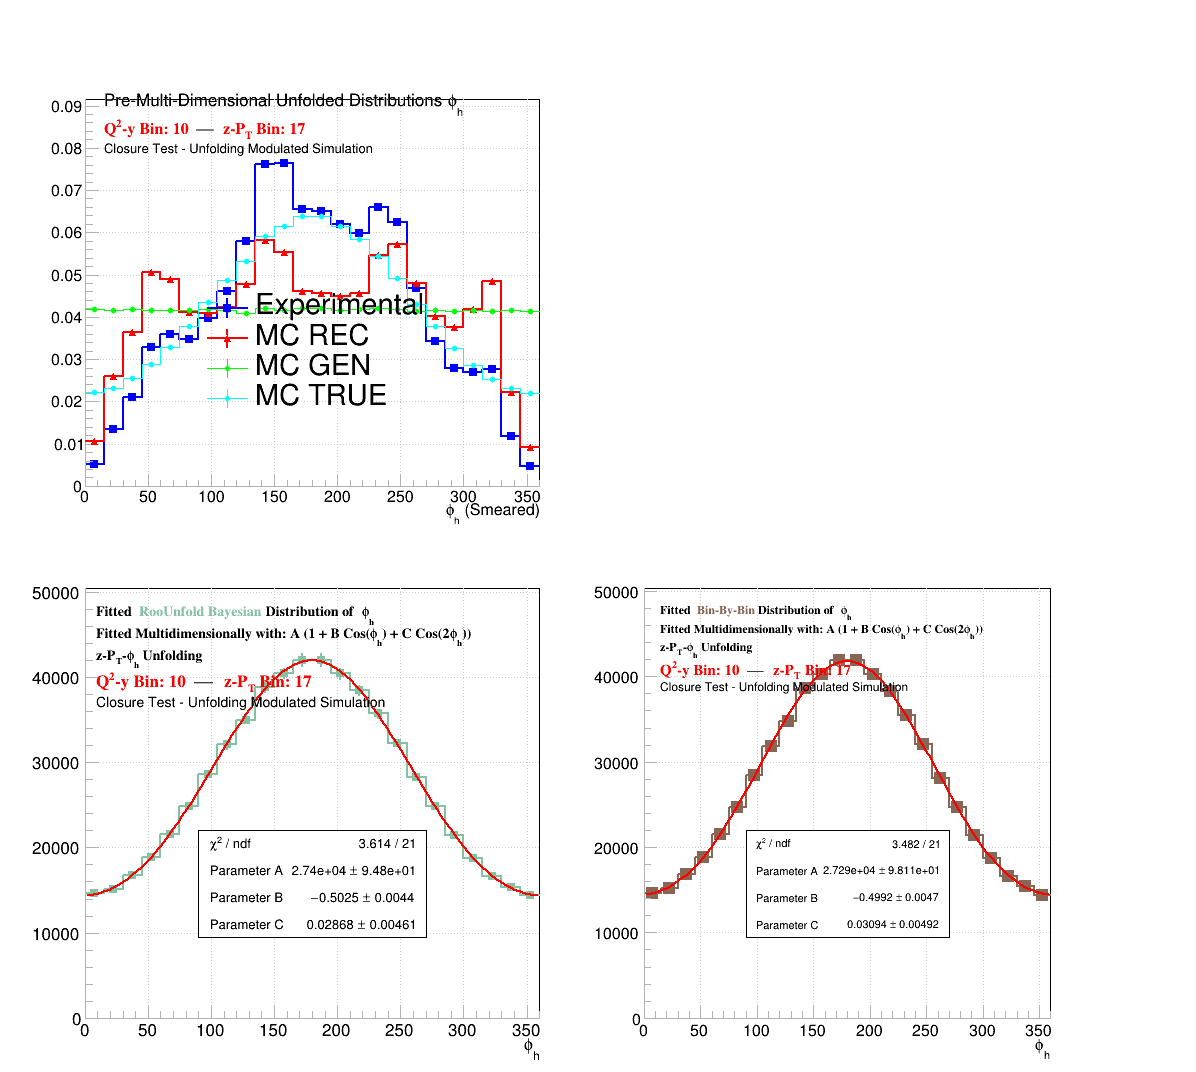 Pre-Multi-Dimensional Unfolded Distributions ϕh
Q²-y Bin: 10 — z-PT Bin: 17
Closure Test - Unfolding Modulated Simulation
0.09
0.08
0.07
0.06
0.05
0.04
0.03
0.02
0.01
0
Experimental
MC REC
MC GEN
MC TRUE
0 50 100 150 200 250 300 350
ϕh (Smeared)
Fitted RooUnfold Bayesian Distribution of ϕh
Fitted Multidimensionally with: A (1 + B Cos(ϕh) + C Cos(2ϕh))
z-PT-ϕh Unfolding
Q²-y Bin: 10 — z-PT Bin: 17
Closure Test - Unfolding Modulated Simulation
50000
40000
30000
20000
10000
0
χ² / ndf 3.614 / 21
Parameter A 2.74e+04 ± 9.48e+01
Parameter B −0.5025 ± 0.0044
Parameter C 0.02868 ± 0.00461
0 50 100 150 200 250 300 350
ϕh
Fitted Bin-By-Bin Distribution of ϕh
Fitted Multidimensionally with: A (1 + B Cos(ϕh) + C Cos(2ϕh))
z-PT-ϕh Unfolding
Q²-y Bin: 10 — z-PT Bin: 17
Closure Test - Unfolding Modulated Simulation
50000
40000
30000
20000
10000
0
χ² / ndf 3.482 / 21
Parameter A 2.729e+04 ± 9.811e+01
Parameter B −0.4992 ± 0.0047
Parameter C 0.03094 ± 0.00492
0 50 100 150 200 250 300 350
ϕh